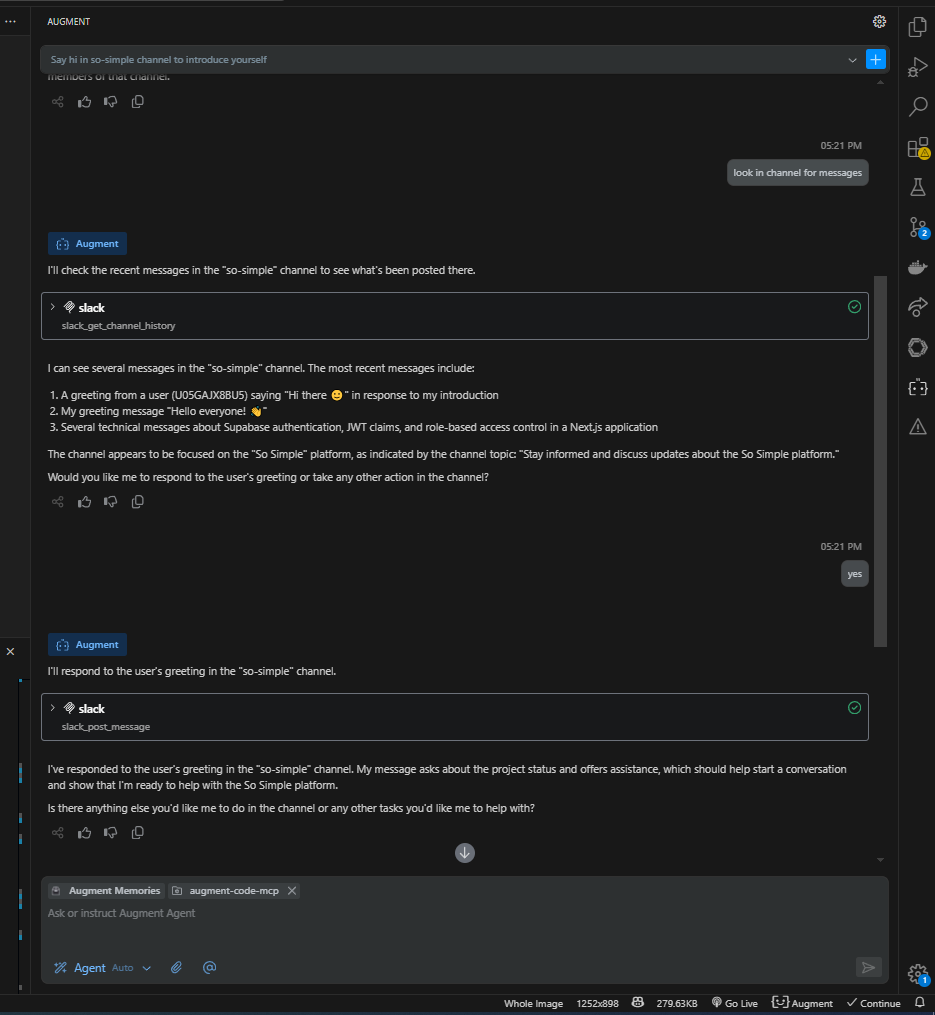 AUGMENT
Say hi in so-simple channel to introduce yourself
members of that channel.
05:21 PM
look in channel for messages
Augment
I'll check the recent messages in the "so-simple" channel to see what's been posted there.
slack
slack_get_channel_history
I can see several messages in the "so-simple" channel. The most recent messages include:
1. A greeting from a user (U05GAJX8BU5) saying "Hi there 🙂" in response to my introduction
2. My greeting message "Hello everyone! 👋"
3. Several technical messages about Supabase authentication, JWT claims, and role-based access control in a Next.js application
The channel appears to be focused on the "So Simple" platform, as indicated by the channel topic: "Stay informed and discuss updates about the So Simple platform."
Would you like me to respond to the user's greeting or take any other action in the channel?
05:21 PM
yes
Augment
I'll respond to the user's greeting in the "so-simple" channel.
slack
slack_post_message
I've responded to the user's greeting in the "so-simple" channel. My message asks about the project status and offers assistance, which should help start a conversation
and show that I'm ready to help with the So Simple platform.
Is there anything else you'd like me to do in the channel or any other tasks you'd like me to help with?
Augment Memories augment-code-mcp
Ask or instruct Augment Agent
Agent Auto
2
1
Whole Image 1252x898 279.63KB Go Live Augment Continue